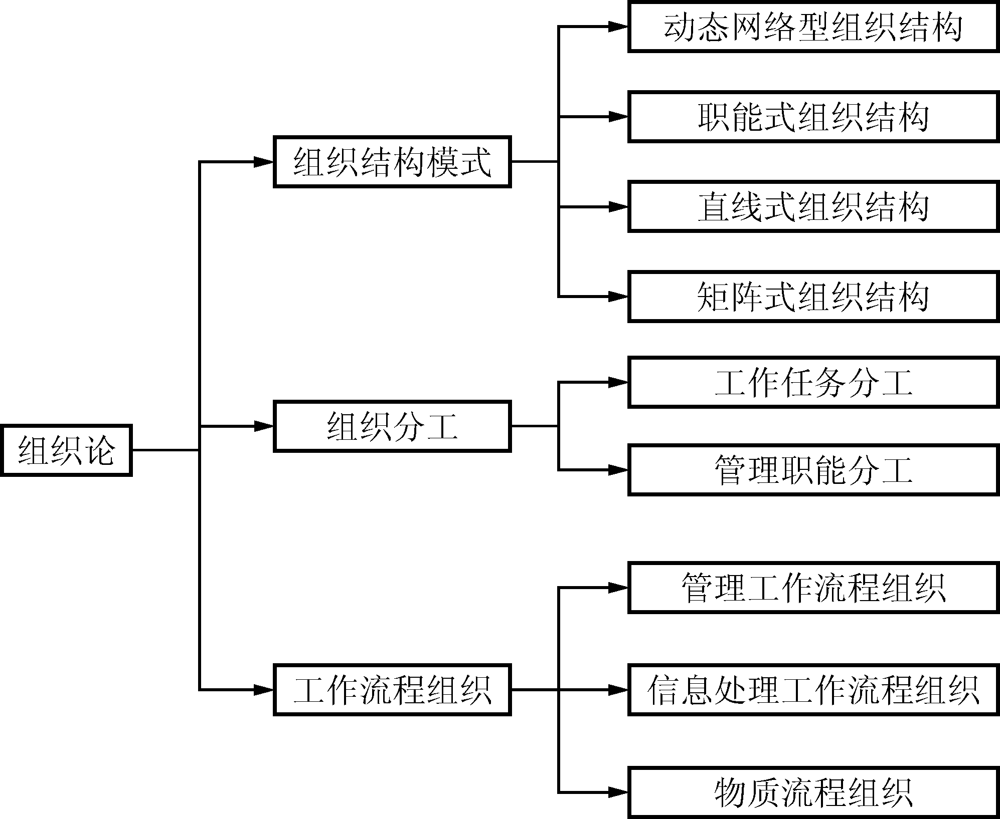 组织论
组织结构模式
动态网络型组织结构
职能式组织结构
直线式组织结构
矩阵式组织结构
组织分工
工作任务分工
管理职能分工
工作流程组织
管理工作流程组织
信息处理工作流程组织
物质流程组织